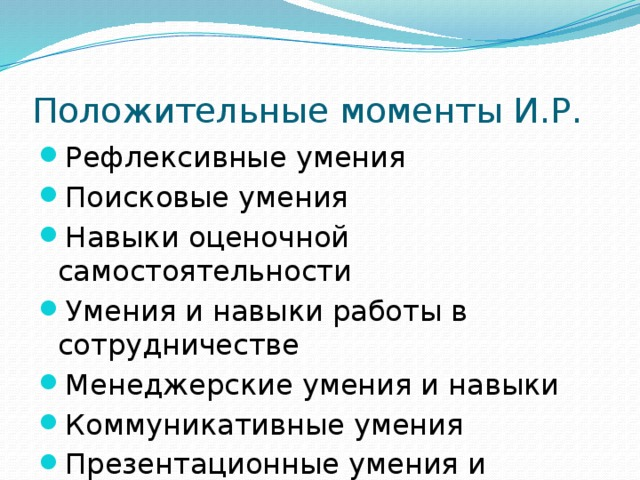 Положительные моменты И.Р.
Рефлексивные умения
Поисковые умения
Навыки оценочной
самостоятельности
Умения и навыки работы в
сотрудничестве
Менеджерские умения и навыки
Коммуникативные умения
Презентационные умения и